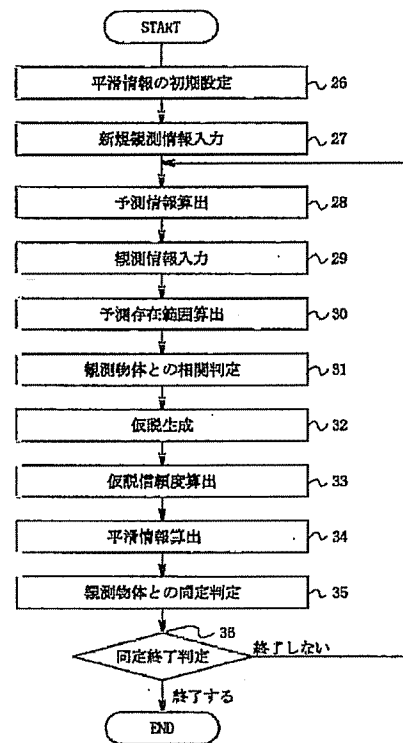 START
平滑情報の初期設定 26
新規観測情報入力 27
予測情報算出 28
観測情報入力 29
予測存在範囲算出 30
観測物体との相関判定 31
仮説生成 32
仮説信頼度算出 33
平滑情報算出 34
観測物体との同定判定 35
36
同定終了判定 終了しない
終了する
END